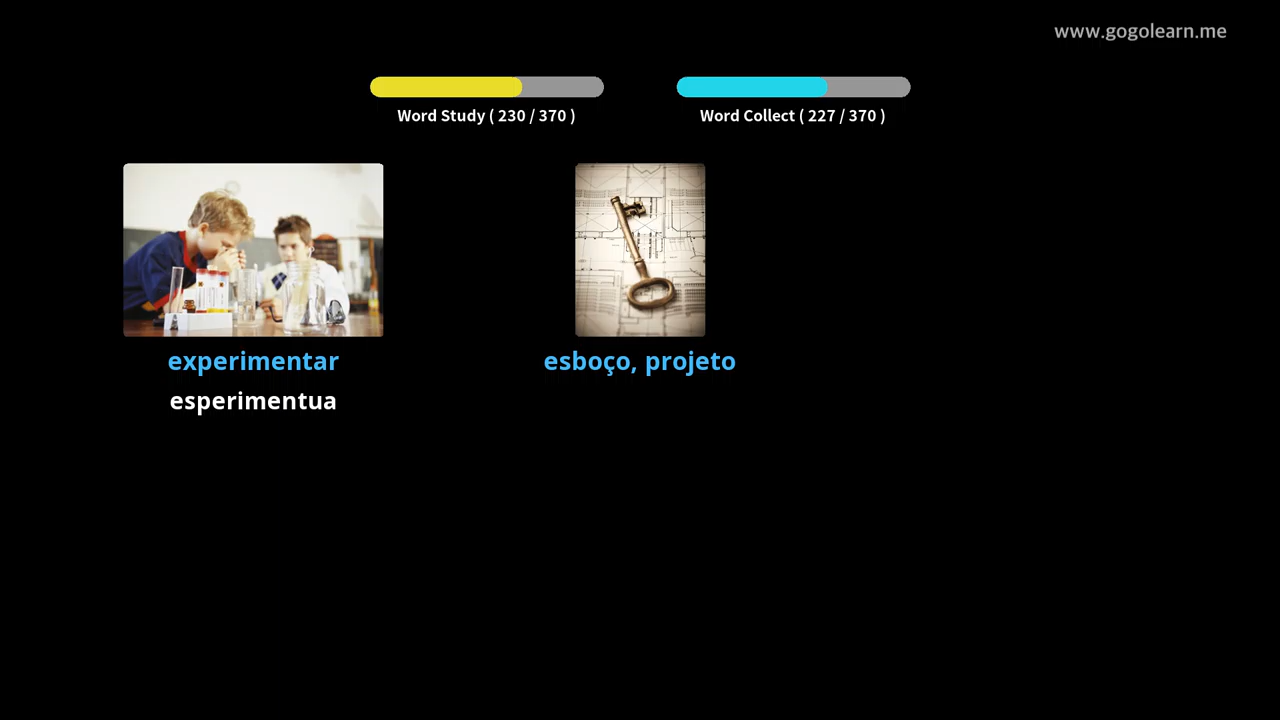 www.gogolearn.me
Word Study ( 230 / 370 )
Word Collect ( 227 / 370 )
experimentar
esperimentua
esboço, projeto